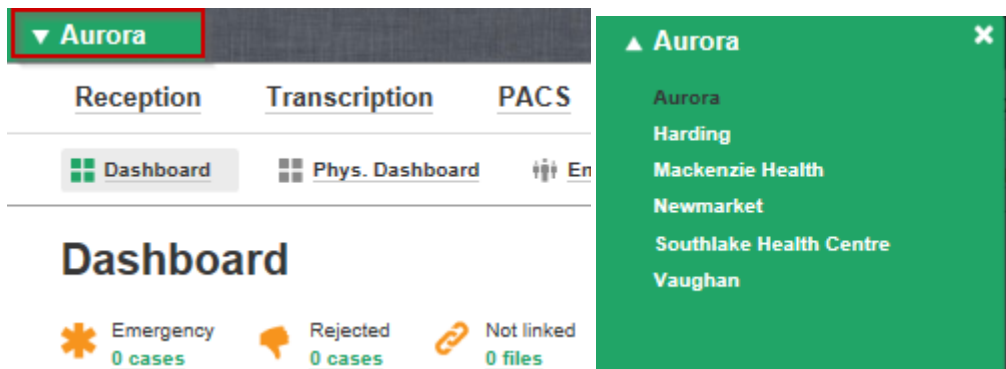 Aurora
Reception Transcription PACS
Dashboard Phys. Dashboard En
Dashboard
Emergency Rejected Not linked
0 cases 0 cases 0 files
Aurora
Aurora
Harding
Mackenzie Health
Newmarket
Southlake Health Centre
Vaughan